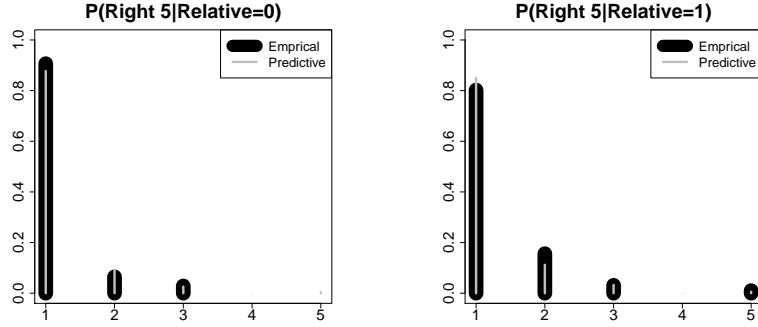 P(Right 5|Relative=0)
Emprical
Predictive
0.0 0.2 0.4 0.6 0.8 1.0
1 2 3 4 5
P(Right 5|Relative=1)
Emprical
Predictive
0.0 0.2 0.4 0.6 0.8 1.0
1 2 3 4 5